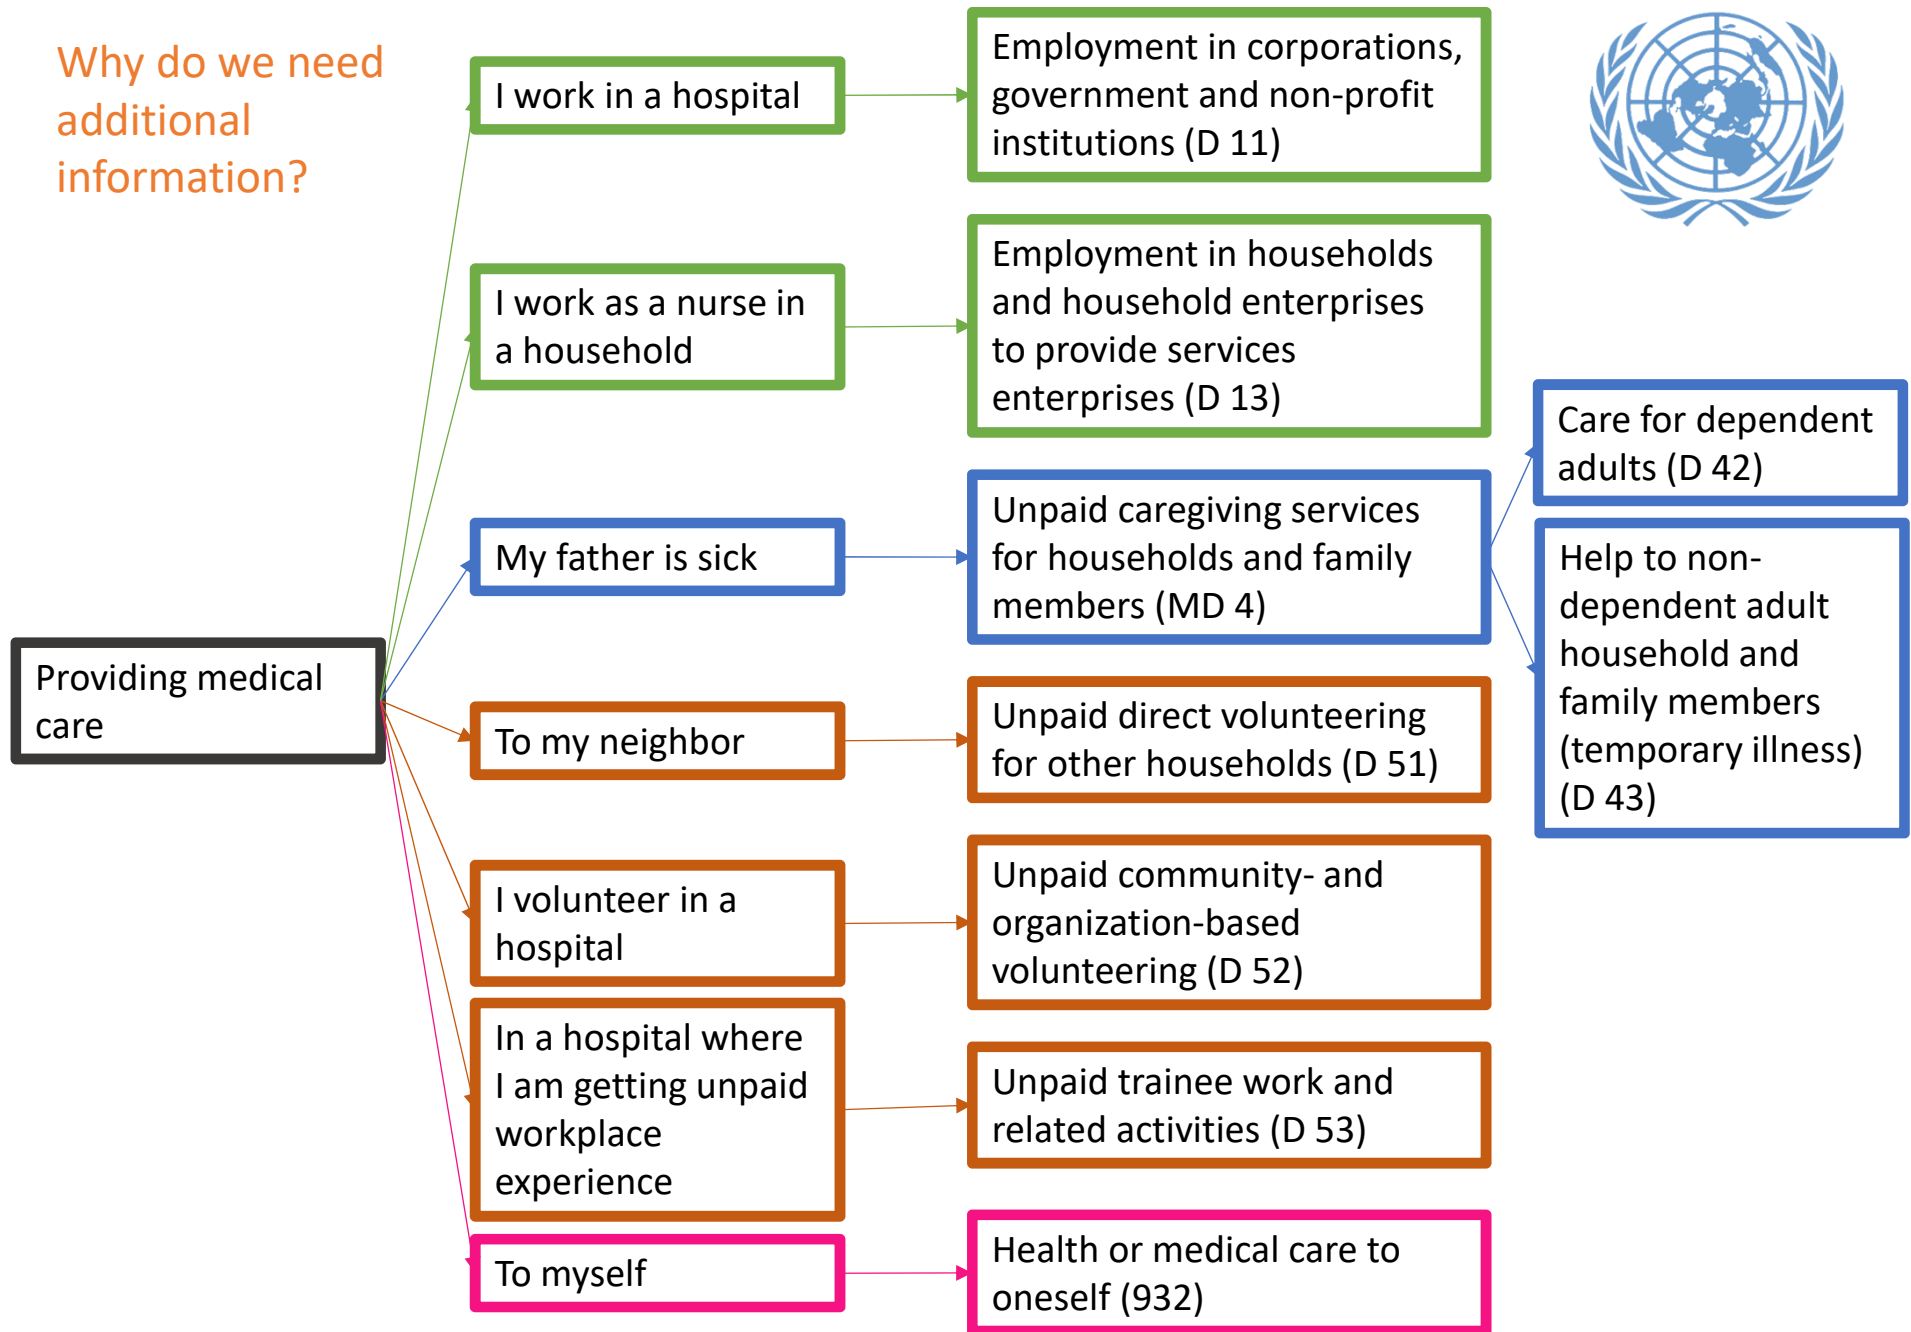 Why do we need
additional
information?
I work in a hospital
Employment in corporations,
government and non-profit
institutions (D 11)
I work as a nurse in
a household
Employment in households
and household enterprises
to provide services
enterprises (D 13)
Care for dependent
adults (D 42)
My father is sick
Unpaid caregiving services
for households and family
members (MD 4)
Help to non-
dependent adult
household and
family members
(temporary illness)
(D 43)
Providing medical
care
To my neighbor
Unpaid direct volunteering
for other households (D 51)
I volunteer in a
hospital
Unpaid community- and
organization-based
volunteering (D 52)
In a hospital where
I am getting unpaid
workplace
experience
Unpaid trainee work and
related activities (D 53)
To myself
Health or medical care to
oneself (932)